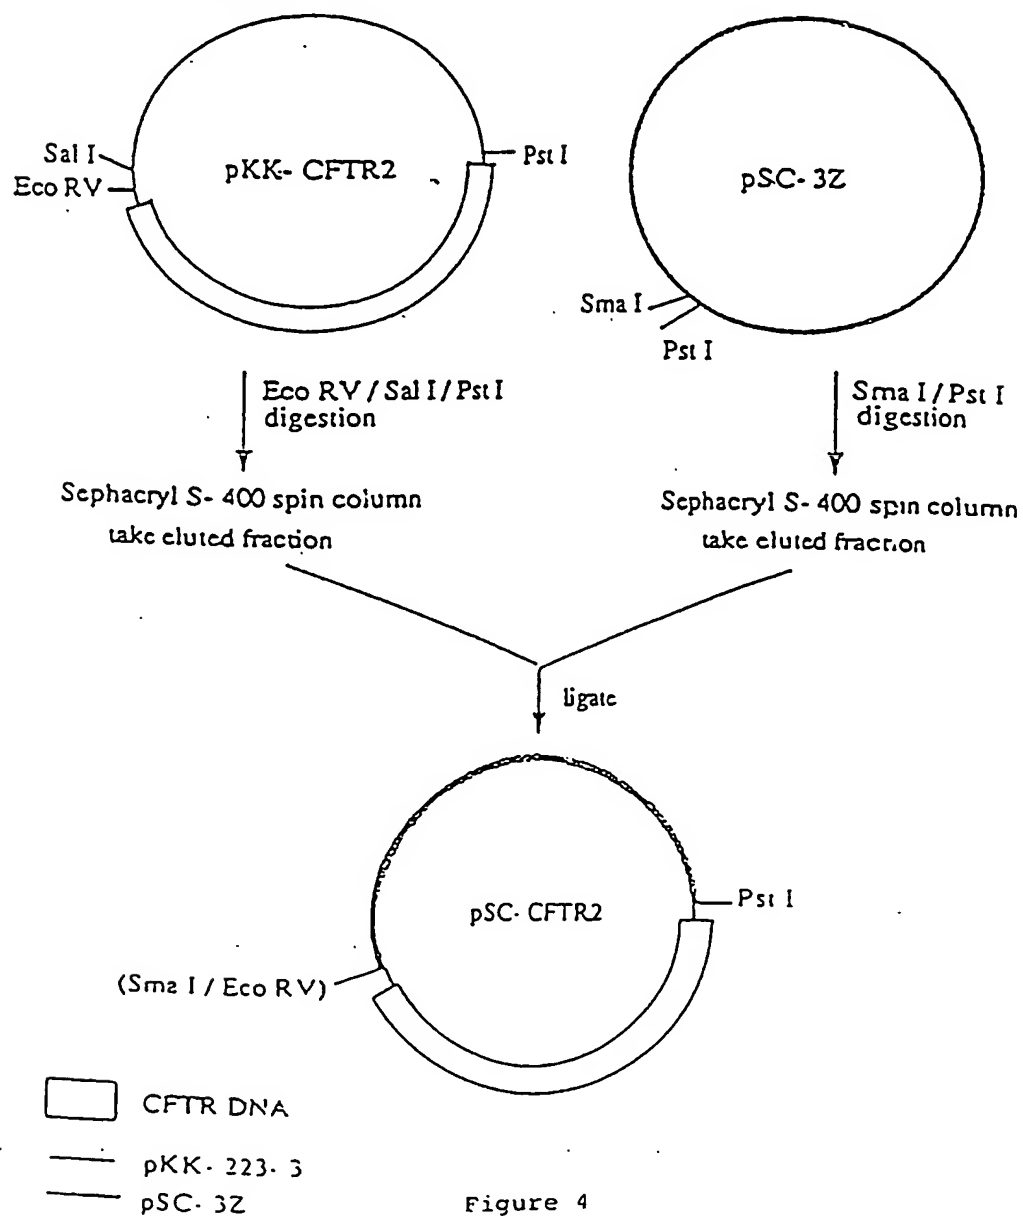 Sal I
Eco RV
pKK- CFTR2
Pst I
pSC- 3Z
Sma I
Pst I
Eco RV / Sal I / Pst I
digestion
Sma I / Pst I
digestion
Sephacryl S- 400 spin column
take eluted fraction
Sephacryl S- 400 spin column
take eluted fraction
ligate
pSC- CFTR2
Pst I
(Sma I / Eco RV)
CFTR DNA
pKK- 223- 3
pSC- 3Z
Figure 4